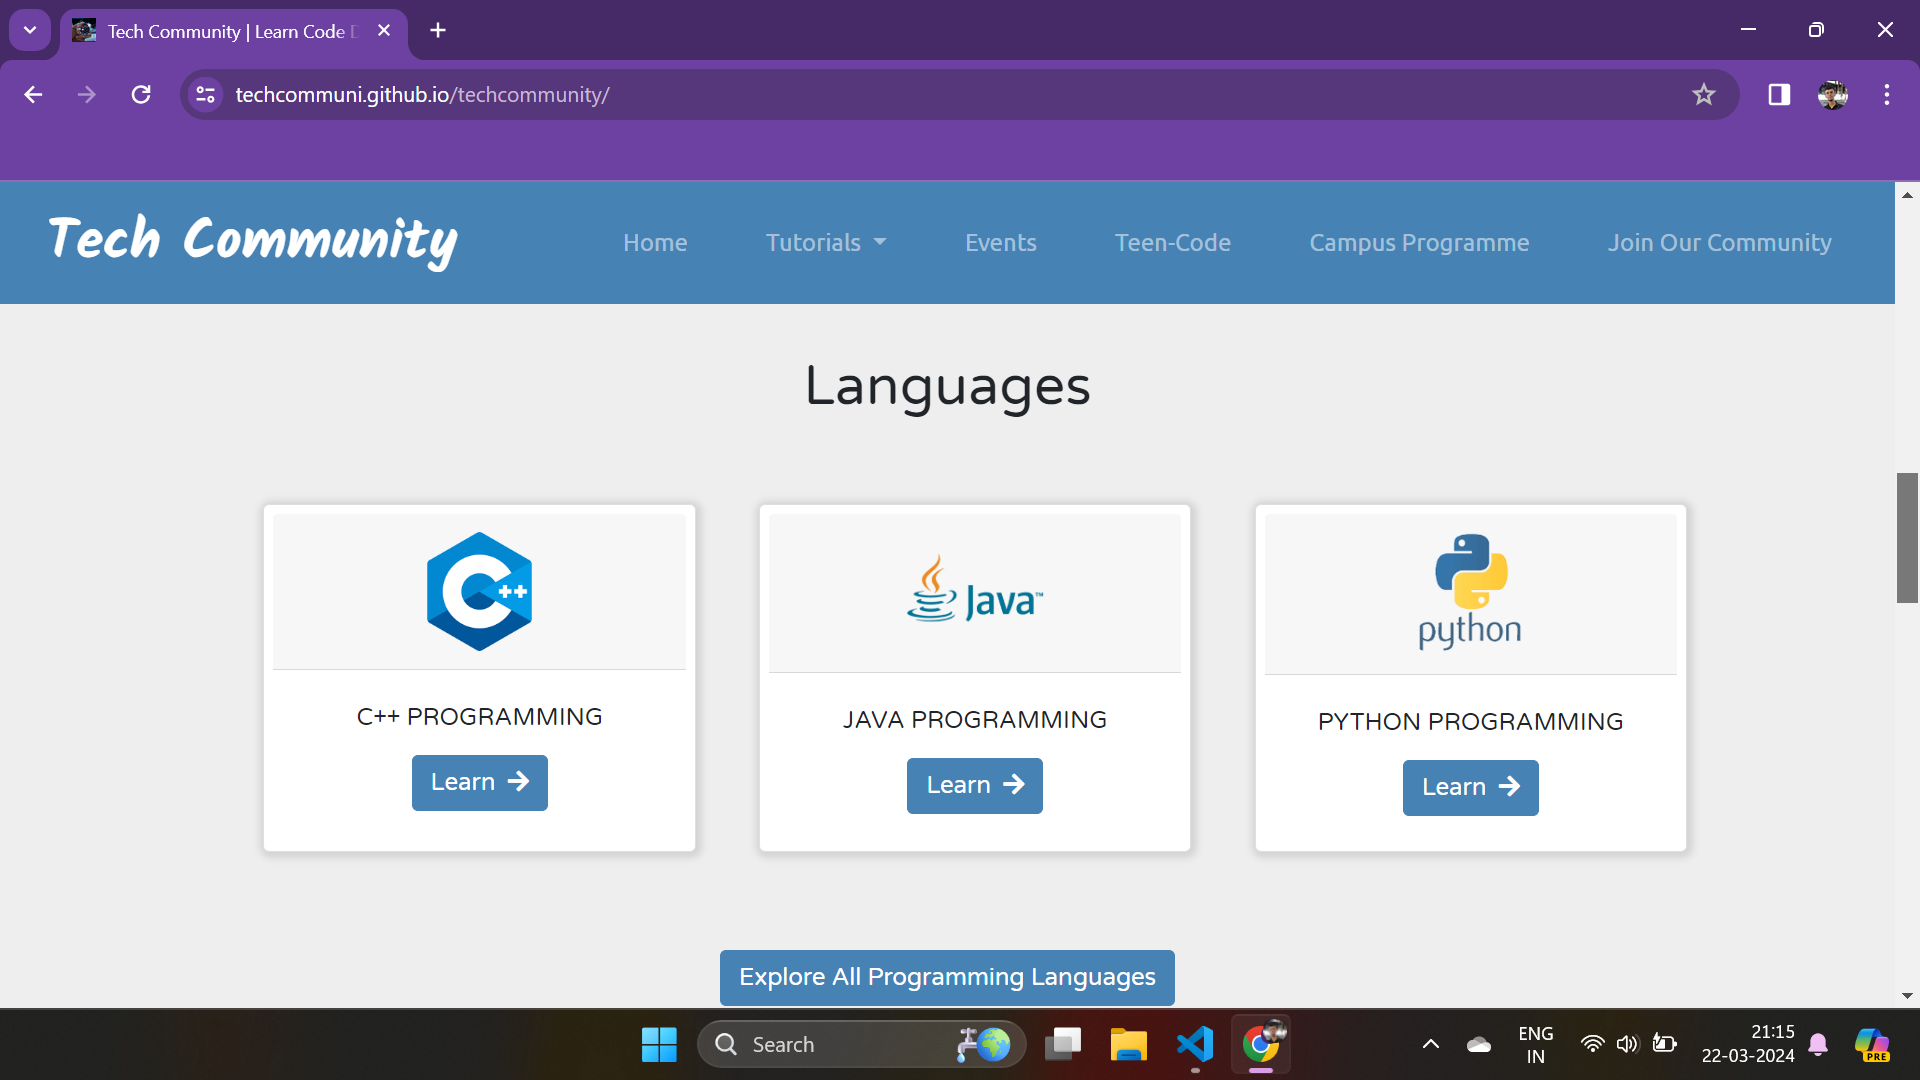 Tech Community | Learn Code
techcommuni.github.io/techcommunity/
Tech Community
Home
Tutorials
Events
Teen-Code
Campus Programme
Join Our Community
Languages
C++
Java™
python
C++ PROGRAMMING
JAVA PROGRAMMING
PYTHON PROGRAMMING
Learn
Learn
Learn
Explore All Programming Languages
Search
ENG
IN
21:15
22-03-2024
PRE